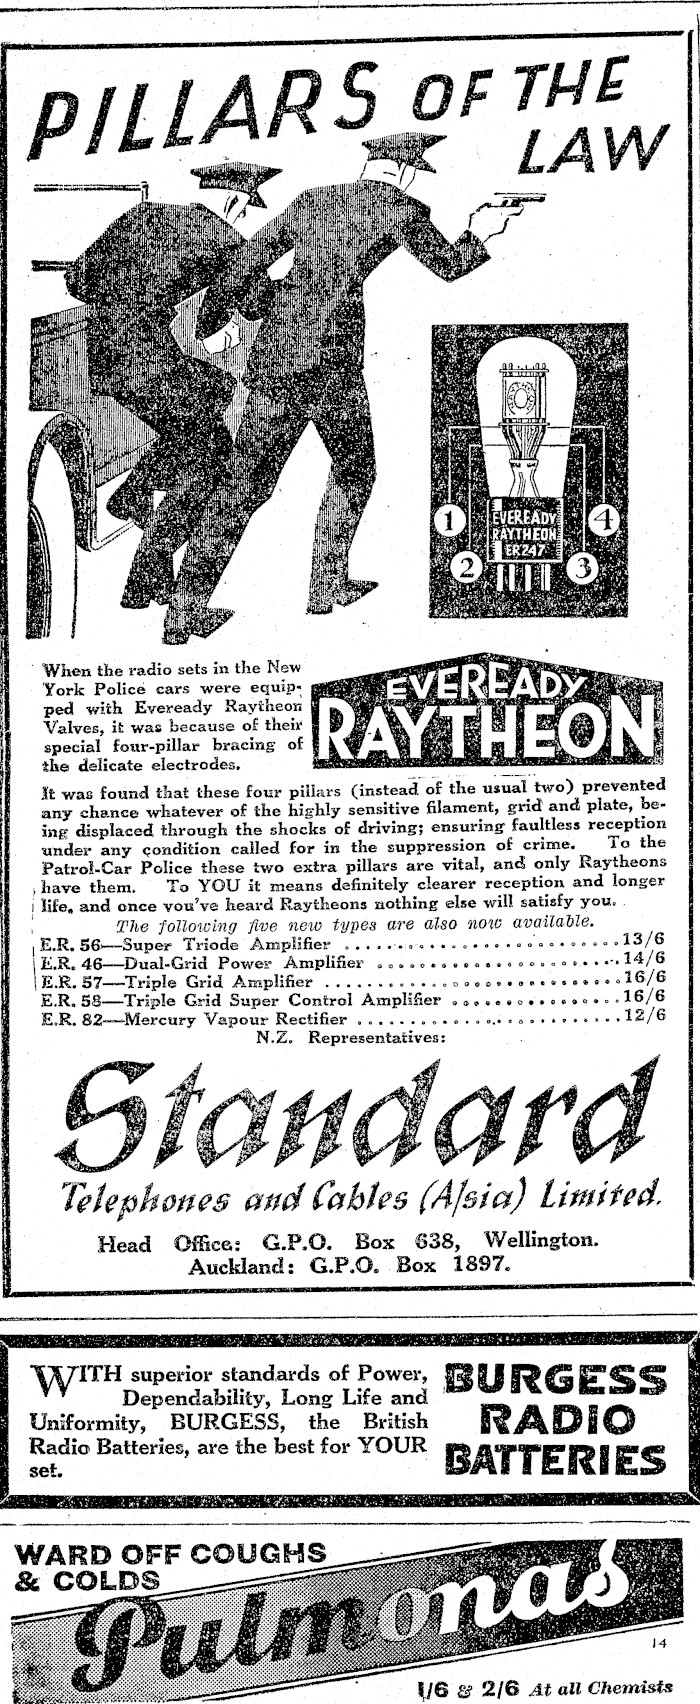 PILLARS OF THE
LAW
EVEREADY
RAYTHEON
ER247
1
2
3
4
When the radio sets in the New
York Police cars were equip-
ped with Eveready Raytheon
Valves, it was because of their
special four-pillar bracing of
the delicate electrodes.
EVEREADY
RAYTHEON
It was found that these four pillars (instead of the usual two) prevented
any chance whatever of the highly sensitive filament, grid and plate, be-
ing displaced through the shocks of driving; ensuring faultless reception
under any condition called for in the suppression of crime. To the
Patrol-Car Police these two extra pillars are vital, and only Raytheons
have them. To YOU it means definitely clearer reception and longer
life, and once you've heard Raytheons nothing else will satisfy you.
The following five new types are also now available.
E.R. 56—Super Triode Amplifier ........................ 13/6
E.R. 46—Dual-Grid Power Amplifier ........................ 14/6
E.R. 57—Triple Grid Amplifier ........................ 16/6
E.R. 58—Triple Grid Super Control Amplifier ................ 16/6
E.R. 82—Mercury Vapour Rectifier ........................ 12/6
N.Z. Representatives:
Standard
Telephones and Cables (A/sia) Limited.
Head Office: G.P.O. Box 638, Wellington.
Auckland: G.P.O. Box 1897.
WITH superior standards of Power,
Dependability, Long Life and
Uniformity, BURGESS, the British
Radio Batteries, are the best for YOUR
set.
BURGESS
RADIO
BATTERIES
WARD OFF COUGHS
& COLDS
Pulmonas
14
1/6 & 2/6 At all Chemists